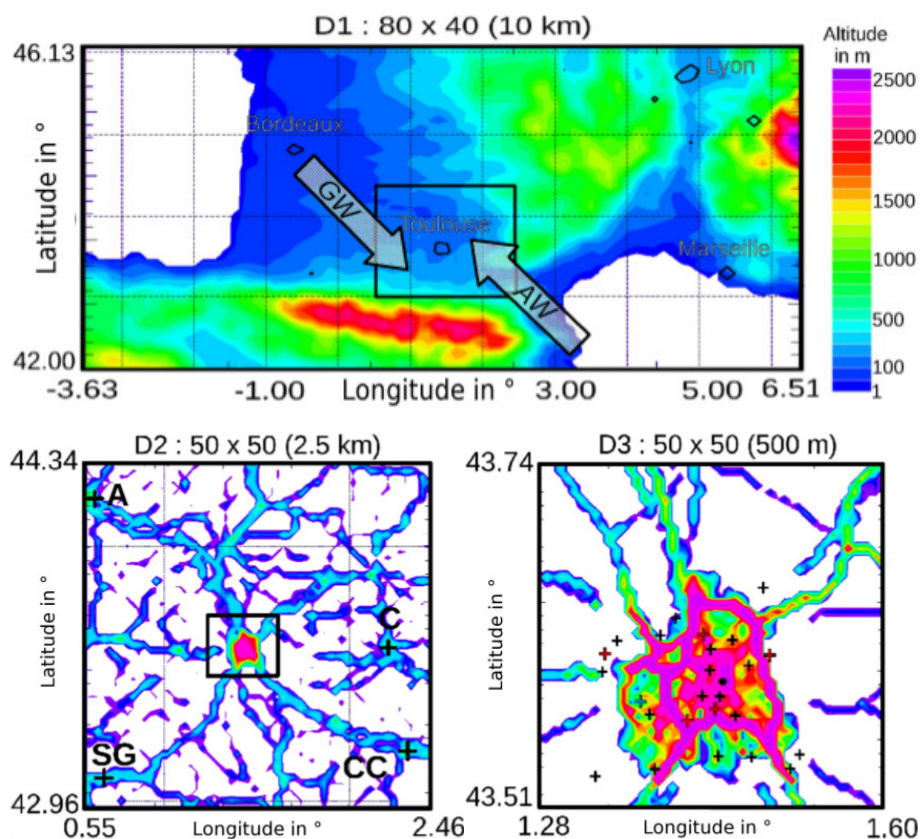 D1 : 80 x 40 (10 km)
Altitude
in m
46.13
Lyon
2500
Bordeaux
2000
GW
1500
Latitude in °
Toulouse
1000
Marseille
AW
500
42.00
100
1
-3.63
-1.00
Longitude in °
3.00
5.00
6.51
D2 : 50 x 50 (2.5 km)
D3 : 50 x 50 (500 m)
44.34
A
C
Latitude in °
SG
CC
42.96
0.55
Longitude in °
2.46
43.74
Latitude in °
43.51
1.28
Longitude in °
1.60